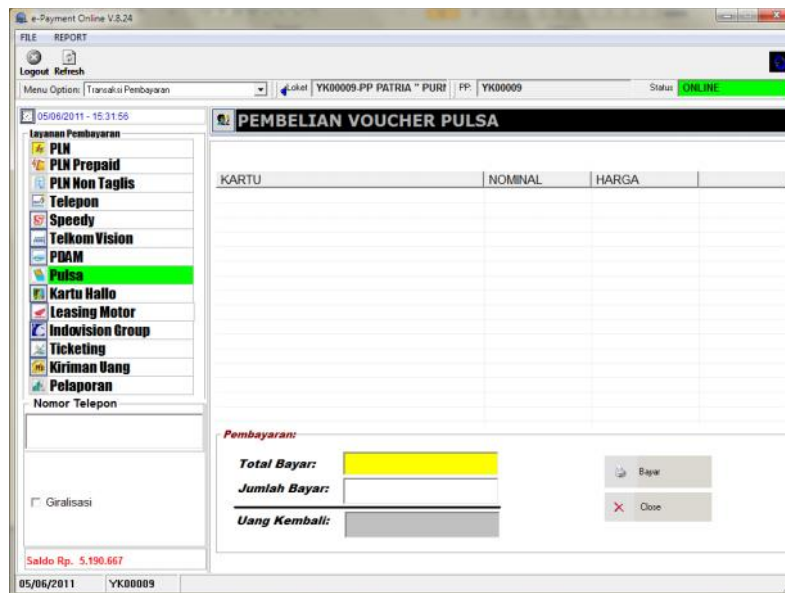 e-Payment Online V.8.24
FILE REPORT
Logout Refresh
Menu Option: Transaksi Pembayaran Loket YK00009-PP PATRIA " PURI PP: YK00009 Status ONLINE
05/06/2011 - 15:31:56
PEMBELIAN VOUCHER PULSA
Layanan Pembayaran
PLN
PLN Prepaid
PLN Non Taglis
Telepon
Speedy
Telkom Vision
PDAM
Pulsa
Kartu Hallo
Leasing Motor
Indovision Group
Ticketing
Kiriman Uang
Pelaporan
KARTU NOMINAL HARGA
Nomor Telepon
Giralisasi
Saldo Rp. 5.190.667
Pembayaran:
Total Bayar:
Jumlah Bayar:
Uang Kembali:
Bayar
Close
05/06/2011 YK00009